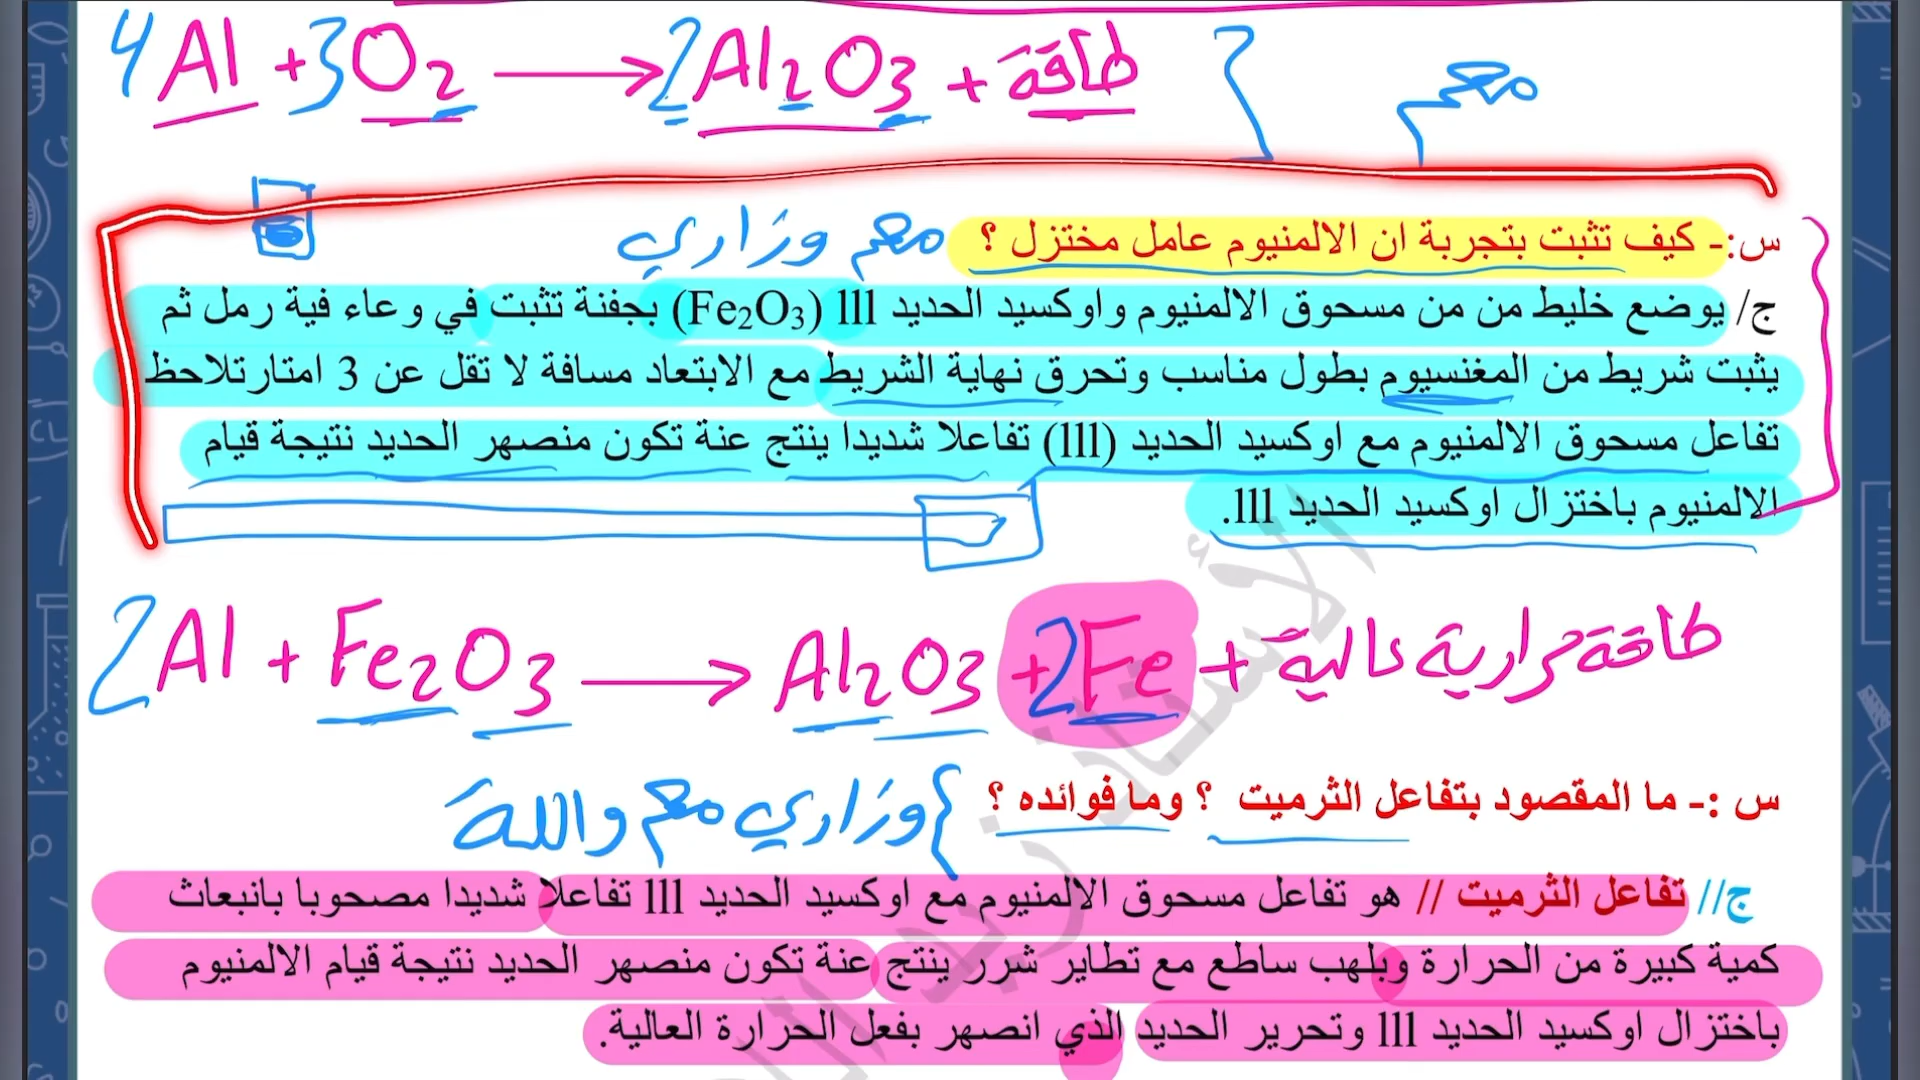 4Al + 3O₂ ⟶ 2Al₂O₃ + طاقة } مهم
س:- كيف تثبت بتجربة ان الالمنيوم عامل مختزل ؟ مهم وزاري
ج/ يوضع خليط من من مسحوق الالمنيوم واوكسيد الحديد lll (Fe₂O₃) بجفنة تثبت في وعاء فية رمل ثم
يثبت شريط من المغنسيوم بطول مناسب وتحرق نهاية الشريط مع الابتعاد مسافة لا تقل عن 3 امتارتلاحظ
تفاعل مسحوق الالمنيوم مع اوكسيد الحديد (lll) تفاعلا شديدا ينتج عنة تكون منصهر الحديد نتيجة قيام
الالمنيوم باختزال اوكسيد الحديد lll.
2Al + Fe₂O₃ ⟶ Al₂O₃ + 2Fe + طاقة حرارية عالية
س :- ما المقصود بتفاعل الثرميت ؟ وما فوائده ؟ } وزاري مهم والله
ج// تفاعل الثرميت // هو تفاعل مسحوق الالمنيوم مع اوكسيد الحديد lll تفاعلا شديدا مصحوبا بانبعاث
كمية كبيرة من الحرارة وبلهب ساطع مع تطاير شرر ينتج عنة تكون منصهر الحديد نتيجة قيام الالمنيوم
باختزال اوكسيد الحديد lll وتحرير الحديد الذي انصهر بفعل الحرارة العالية.